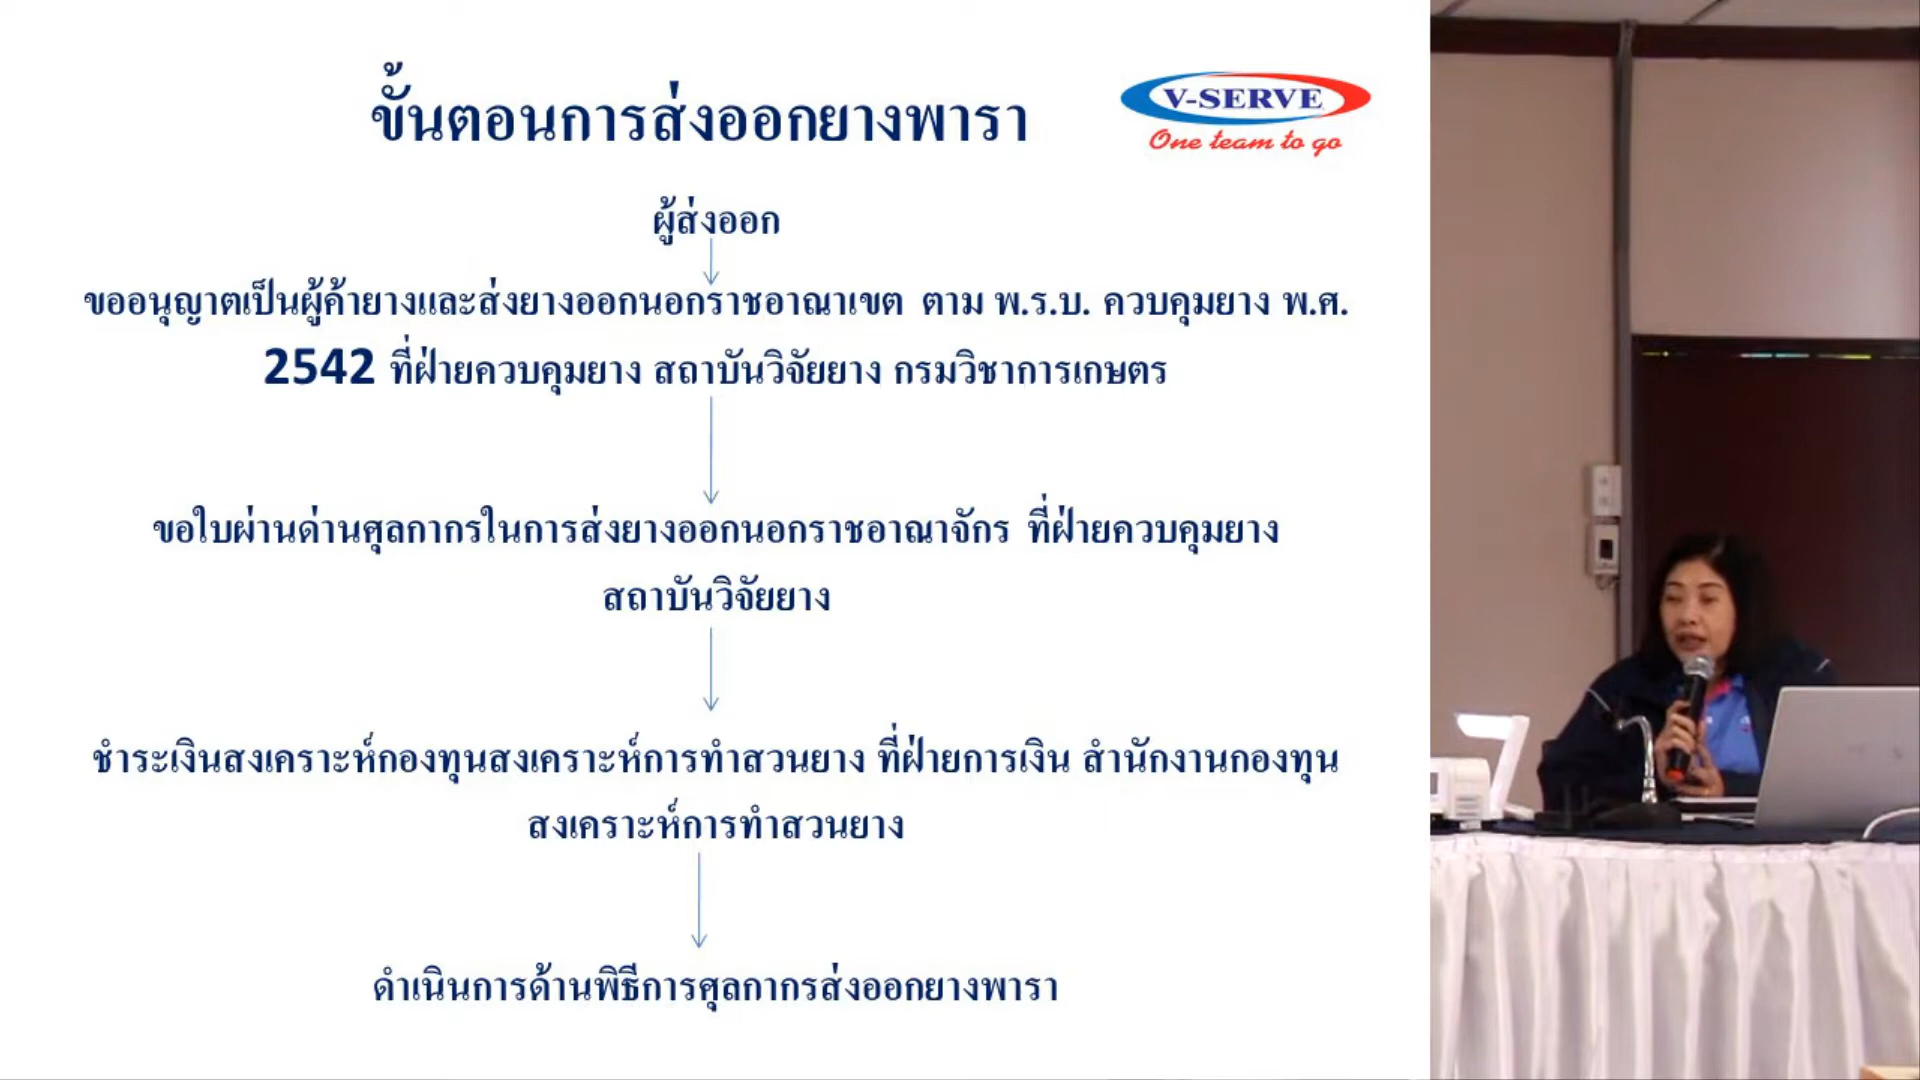 ขั้นตอนการส่งออกยางพารา
V-SERVE
One team to go
ผู้ส่งออก
ขออนุญาตเป็นผู้ค้ายางและส่งยางออกนอกราชอาณาเขต ตาม พ.ร.บ. ควบคุมยาง พ.ศ.
2542 ที่ฝ่ายควบคุมยาง สถาบันวิจัยยาง กรมวิชาการเกษตร
ขอใบผ่านด่านศุลกากรในการส่งยางออกนอกราชอาณาจักร ที่ฝ่ายควบคุมยาง
สถาบันวิจัยยาง
ชำระเงินสงเคราะห์กองทุนสงเคราะห์การทำสวนยาง ที่ฝ่ายการเงิน สำนักงานกองทุน
สงเคราะห์การทำสวนยาง
ดำเนินการด้านพิธีการศุลกากรส่งออกยางพารา